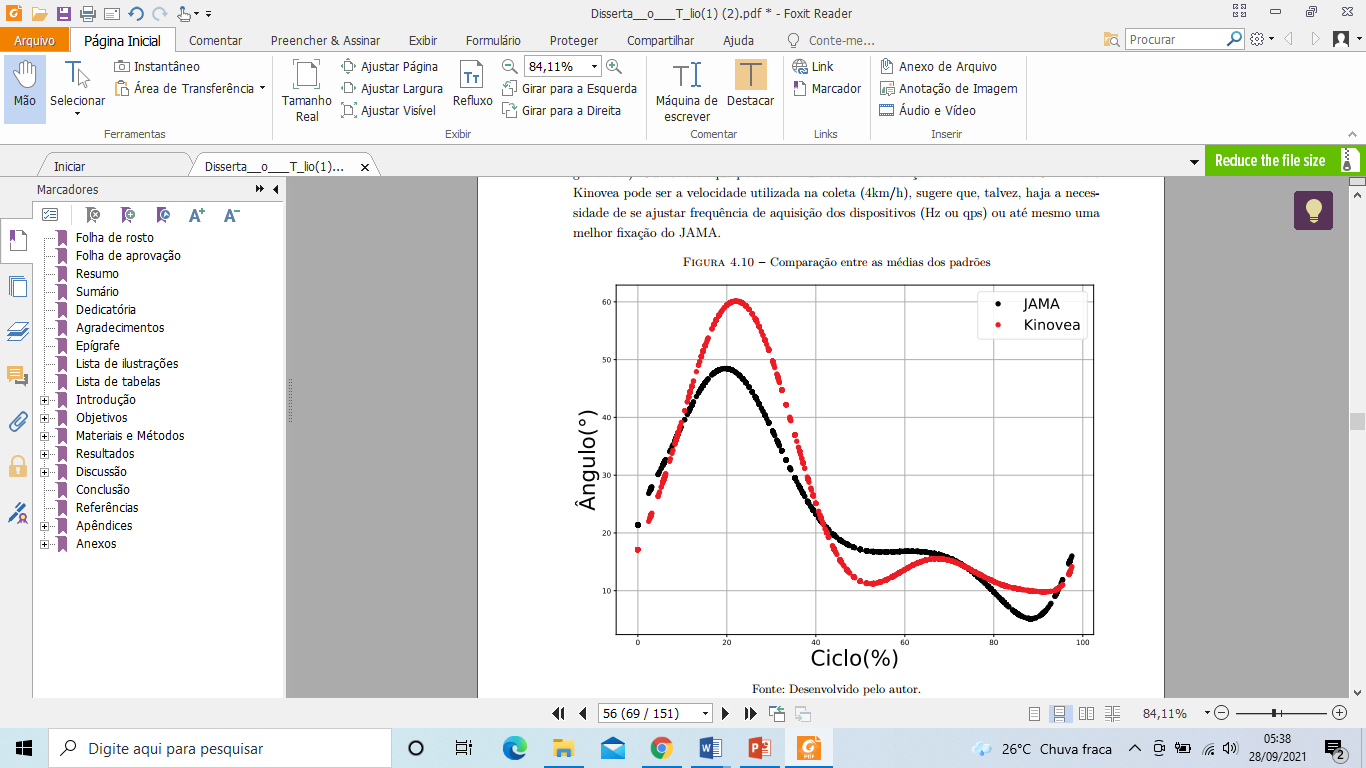 Disserta__o___T_lio(1) (2).pdf * - Foxit Reader
Arquivo Página Inicial Comentar Preencher & Assinar Exibir Formulário Proteger Compartilhar Ajuda Conte-me... Procurar
Mão
Selecionar
Instantâneo
Área de Transferência
Ferramentas
Tamanho Real
Ajustar Página
Ajustar Largura
Ajustar Visível
Refluxo
84,11%
Girar para a Esquerda
Girar para a Direita
Exibir
Máquina de escrever
Destacar
Comentar
Link
Marcador
Links
Anexo de Arquivo
Anotação de Imagem
Áudio e Vídeo
Inserir
Iniciar
Disserta__o___T_lio(1)...
Reduce the file size
Marcadores
Folha de rosto
Folha de aprovação
Resumo
Sumário
Dedicatória
Agradecimentos
Epígrafe
Lista de ilustrações
Lista de tabelas
Introdução
Objetivos
Materiais e Métodos
Resultados
Discussão
Conclusão
Referências
Apêndices
Anexos
Kinovea pode ser a velocidade utilizada na coleta (4km/h), sugere que, talvez, haja a neces-
sidade de se ajustar frequência de aquisição dos dispositivos (Hz ou qps) ou até mesmo uma
melhor fixação do JAMA.
Figura 4.10 – Comparação entre as médias dos padrões
JAMA
Kinovea
60
50
40
30
20
10
Ângulo(°)
0 20 40 60 80 100
Ciclo(%)
Fonte: Desenvolvido pelo autor.
56 (69 / 151)
84,11%
Digite aqui para pesquisar
26°C Chuva fraca
05:38
28/09/2021
2